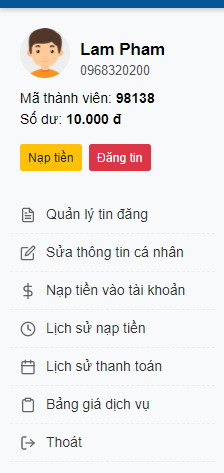 Lam Pham
0968320200
Mã thành viên: 98138
Số dư: 10.000 đ
Nạp tiền Đăng tin
Quản lý tin đăng
Sửa thông tin cá nhân
Nạp tiền vào tài khoản
Lịch sử nạp tiền
Lịch sử thanh toán
Bảng giá dịch vụ
Thoát